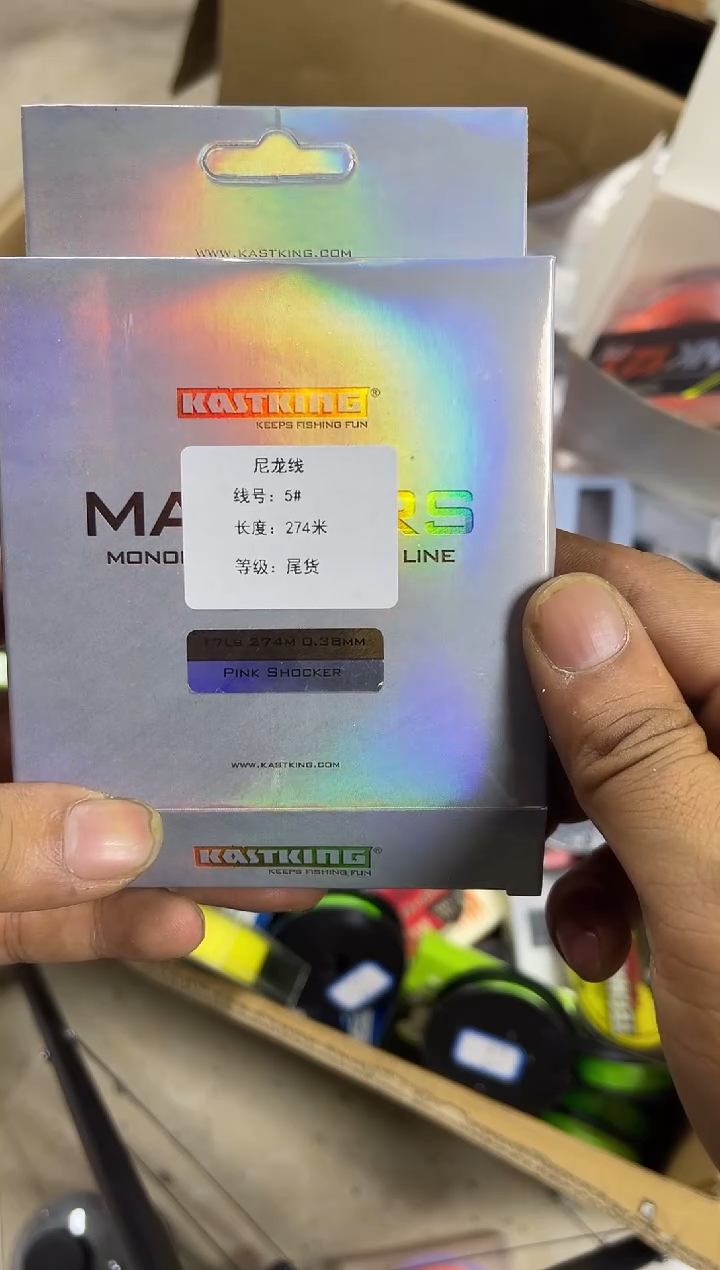 WWW.KASTKING.COM
KASTKING®
KEEPS FISHING FUN
尼龙线
线号：5#
长度：274米
等级：尾货
LINE
17LB 274M 0.38MM
PINK SHOCKER
WWW.KASTKING.COM
KASTKING®
KEEPS FISHING FUN